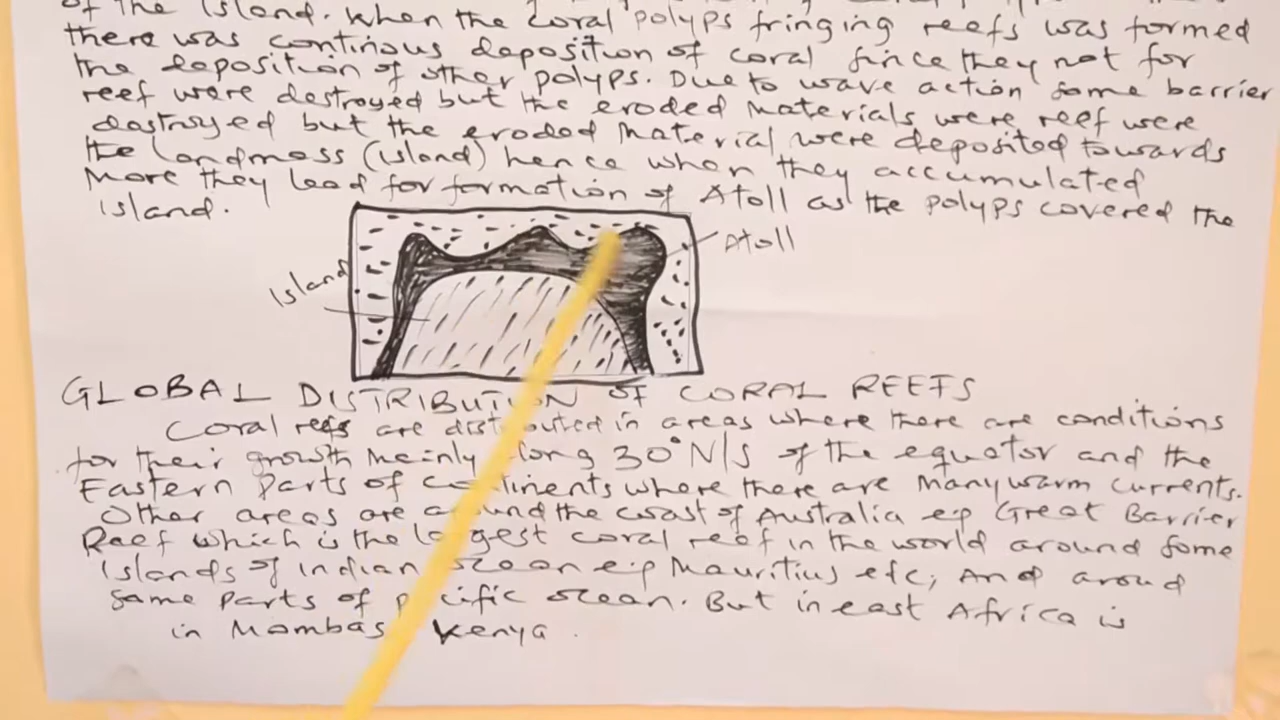 of the Island. When the coral polyps fringing reefs was formed
there was continous deposition of coral since they not for
the deposition of other polyps. Due to wave action some barrier
reef were destroyed but the eroded materials were reef were
destroyed but the eroded material were deposited towards
the landmass (island) hence when they accumulated
more they lead for formation of Atoll as the polyps covered the
island.
Atoll
Island
GLOBAL DISTRIBUTION OF CORAL REEFS
Coral reefs are distributed in areas where there are conditions
for their growth mainly long 30°N/S of the equator and the
Eastern parts of continents where there are many warm currents.
Other areas are around the coast of Australia e.g Great Barrier
Reef which is the largest coral reef in the world around some
islands of indian ocean e.g Mauritius etc; And aroud
some parts of pacific ocean. But in east Africa is
in Mombas Kenya.